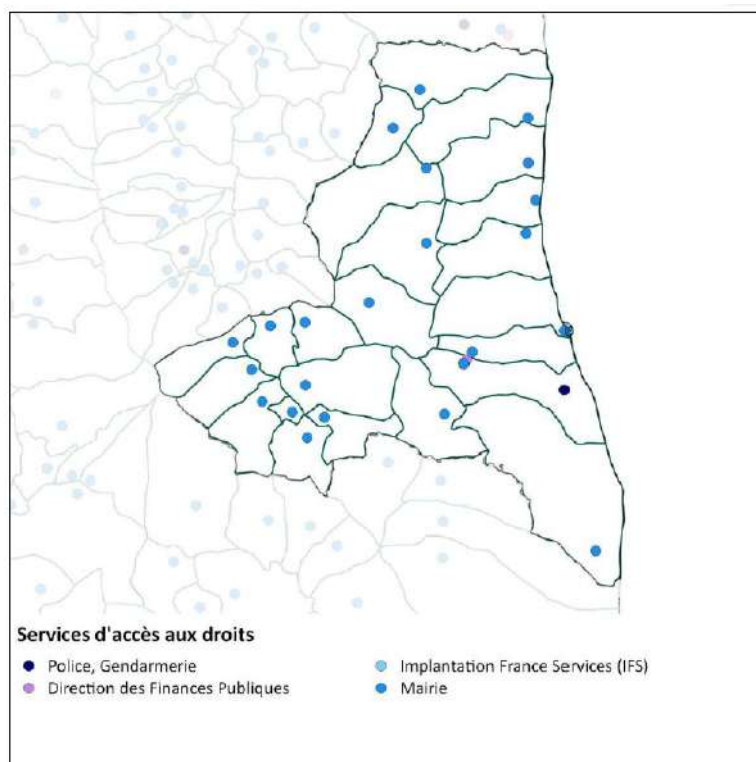 Services d'accès aux droits
Police, Gendarmerie
Implantation France Services (IFS)
Direction des Finances Publiques
Mairie